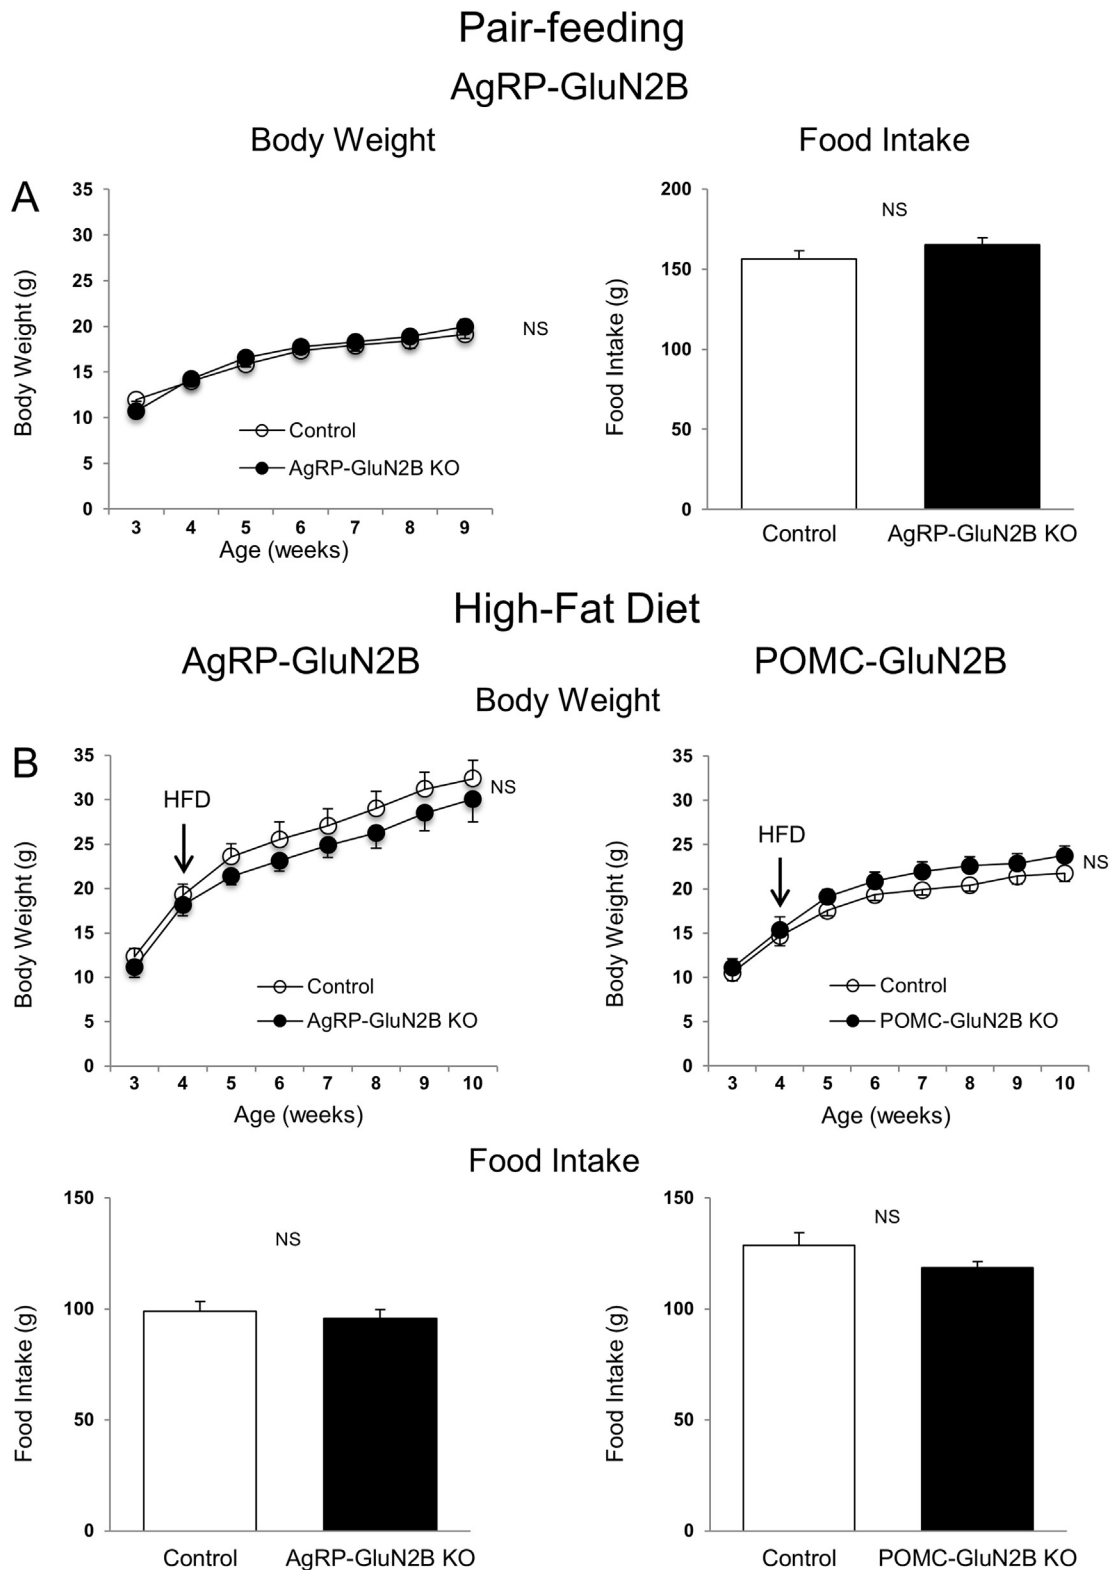 Pair-feeding
AgRP-GluN2B
Body Weight
Food Intake
A
35
30
25
20
15
10
5
0
Body Weight (g)
NS
Control
AgRP-GluN2B KO
3 4 5 6 7 8 9
Age (weeks)
200
150
100
50
0
Food Intake (g)
NS
Control AgRP-GluN2B KO
High-Fat Diet
AgRP-GluN2B POMC-GluN2B
Body Weight
B
35
30
25
20
15
10
5
0
Body Weight (g)
HFD
NS
Control
AgRP-GluN2B KO
3 4 5 6 7 8 9 10
Age (weeks)
35
30
25
20
15
10
5
0
Body Weight (g)
HFD
NS
Control
POMC-GluN2B KO
3 4 5 6 7 8 9 10
Age (weeks)
Food Intake
150
100
50
0
Food Intake (g)
NS
Control AgRP-GluN2B KO
150
100
50
0
Food Intake (g)
NS
Control POMC-GluN2B KO